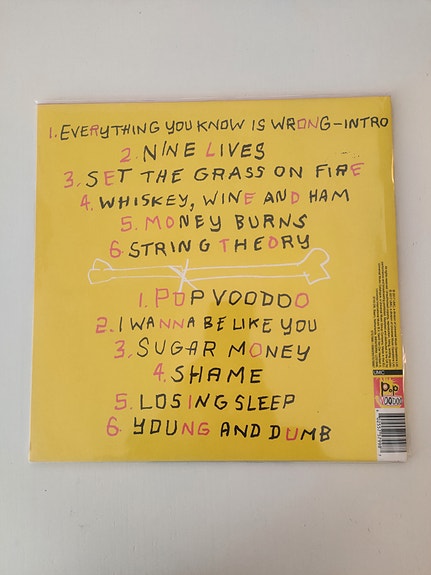 1. EVERYTHING YOU KNOW IS WRONG-INTRO
2. NINE LIVES
3. SET THE GRASS ON FIRE
4. WHISKEY, WINE AND HAM
5. MONEY BURNS
6. STRING THEORY
1. POP VOODOO
2. I WANNA BE LIKE YOU
3. SUGAR MONEY
4. SHAME
5. LOSING SLEEP
6. YOUNG AND DUMB
UMC
POP
VOODOO